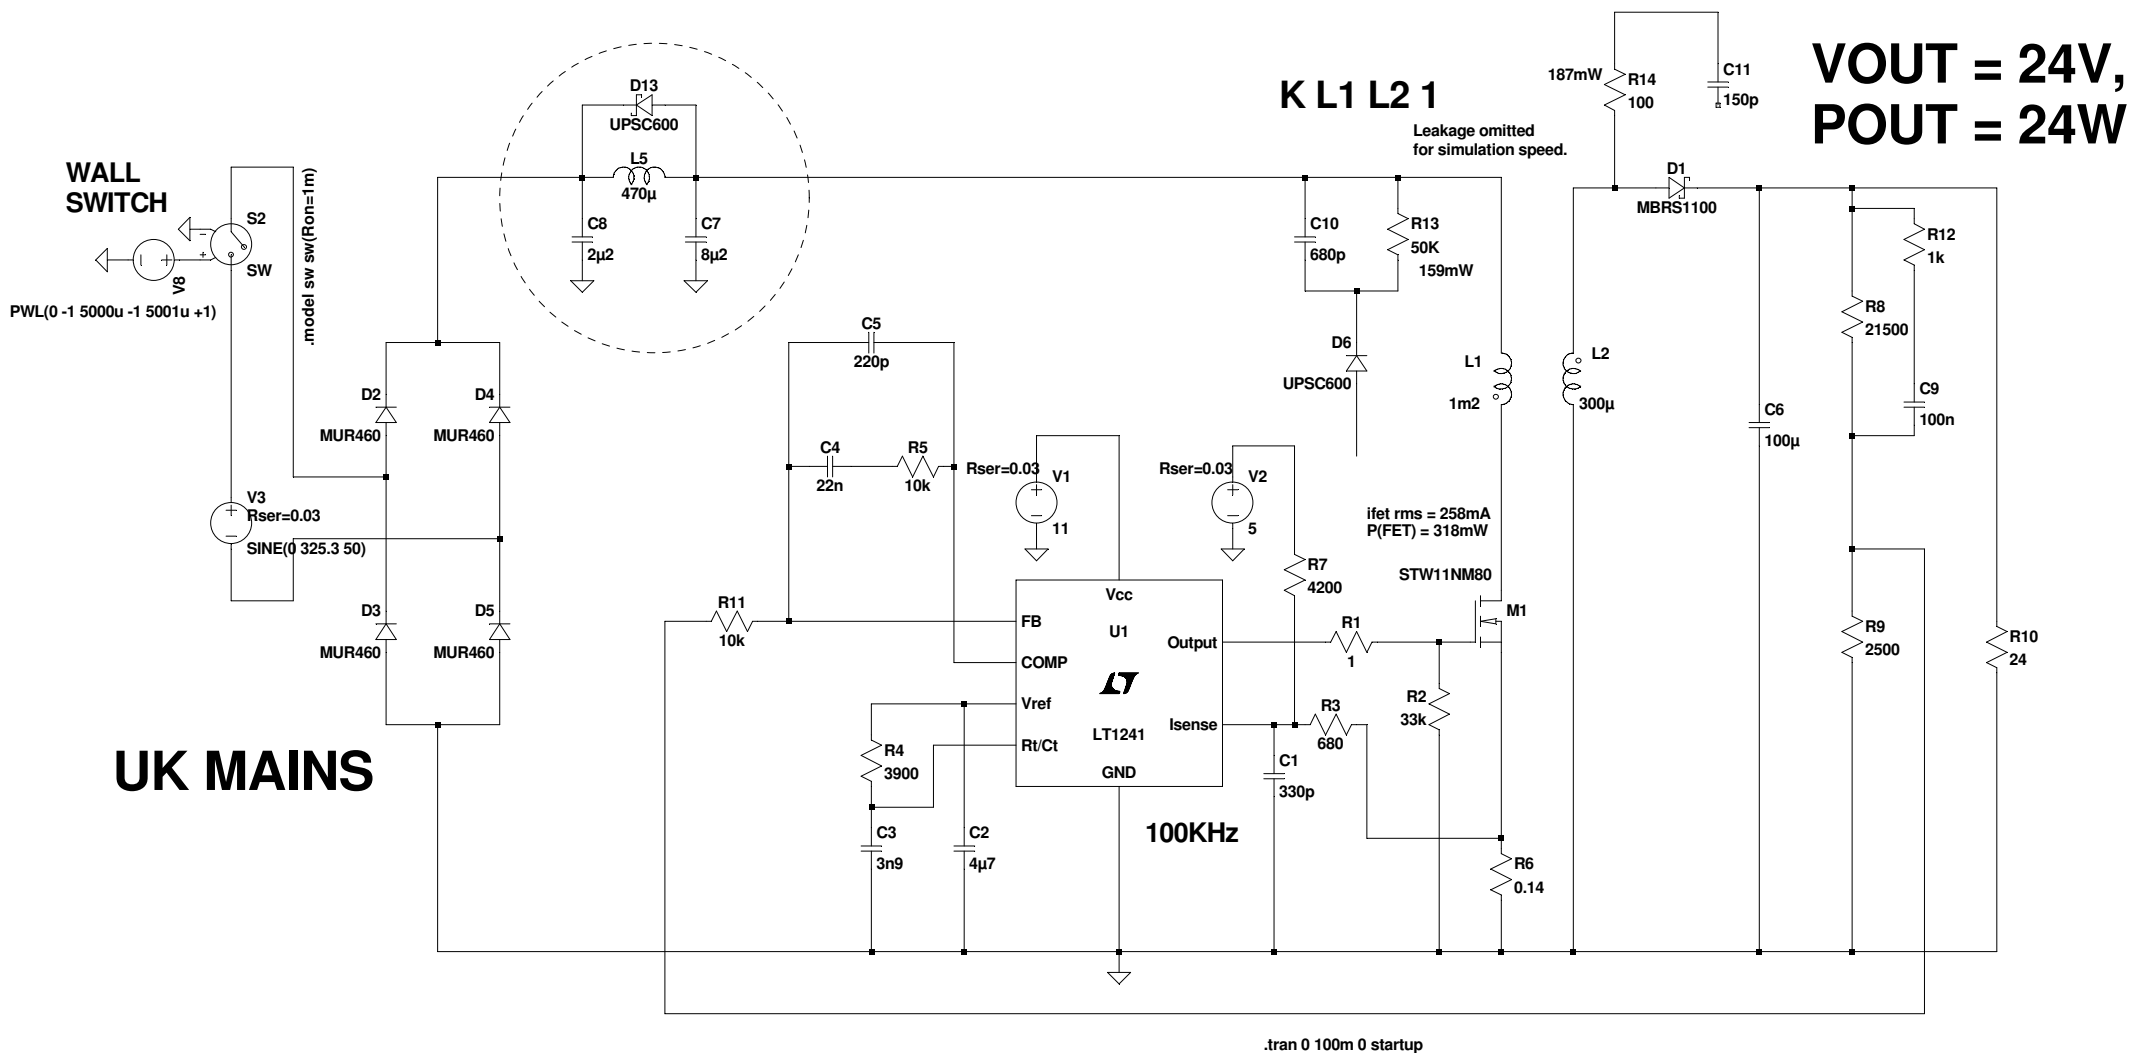 VOUT = 24V,
POUT = 24W
K L1 L2 1
Leakage omitted
for simulation speed.
187mW
R14
100
C11
150p
D13
UPSC600
L5
470µ
C8
2µ2
C7
8µ2
WALL
SWITCH
S2
SW
V8
PWL(0 -1 5000u -1 5001u +1)
.model sw sw(Ron=1m)
D1
MBRS1100
C10
680p
R13
50K
159mW
R12
1k
R8
21500
C9
100n
C5
220p
D6
UPSC600
L1
1m2
L2
300µ
C6
100µ
D2
MUR460
D4
MUR460
C4
22n
R5
10k
Rser=0.03
V1
11
Rser=0.03
V2
5
V3
Rser=0.03
SINE(0 325.3 50)
ifet rms = 258mA
P(FET) = 318mW
STW11NM80
M1
R7
4200
D3
MUR460
D5
MUR460
R11
10k
Vcc
FB
U1
COMP
Output
Vref
Isense
Rt/Ct
LT1241
GND
R1
1
R2
33k
R3
680
R9
2500
R10
24
UK MAINS
R4
3900
C1
330p
C3
3n9
C2
4µ7
100KHz
R6
0.14
.tran 0 100m 0 startup